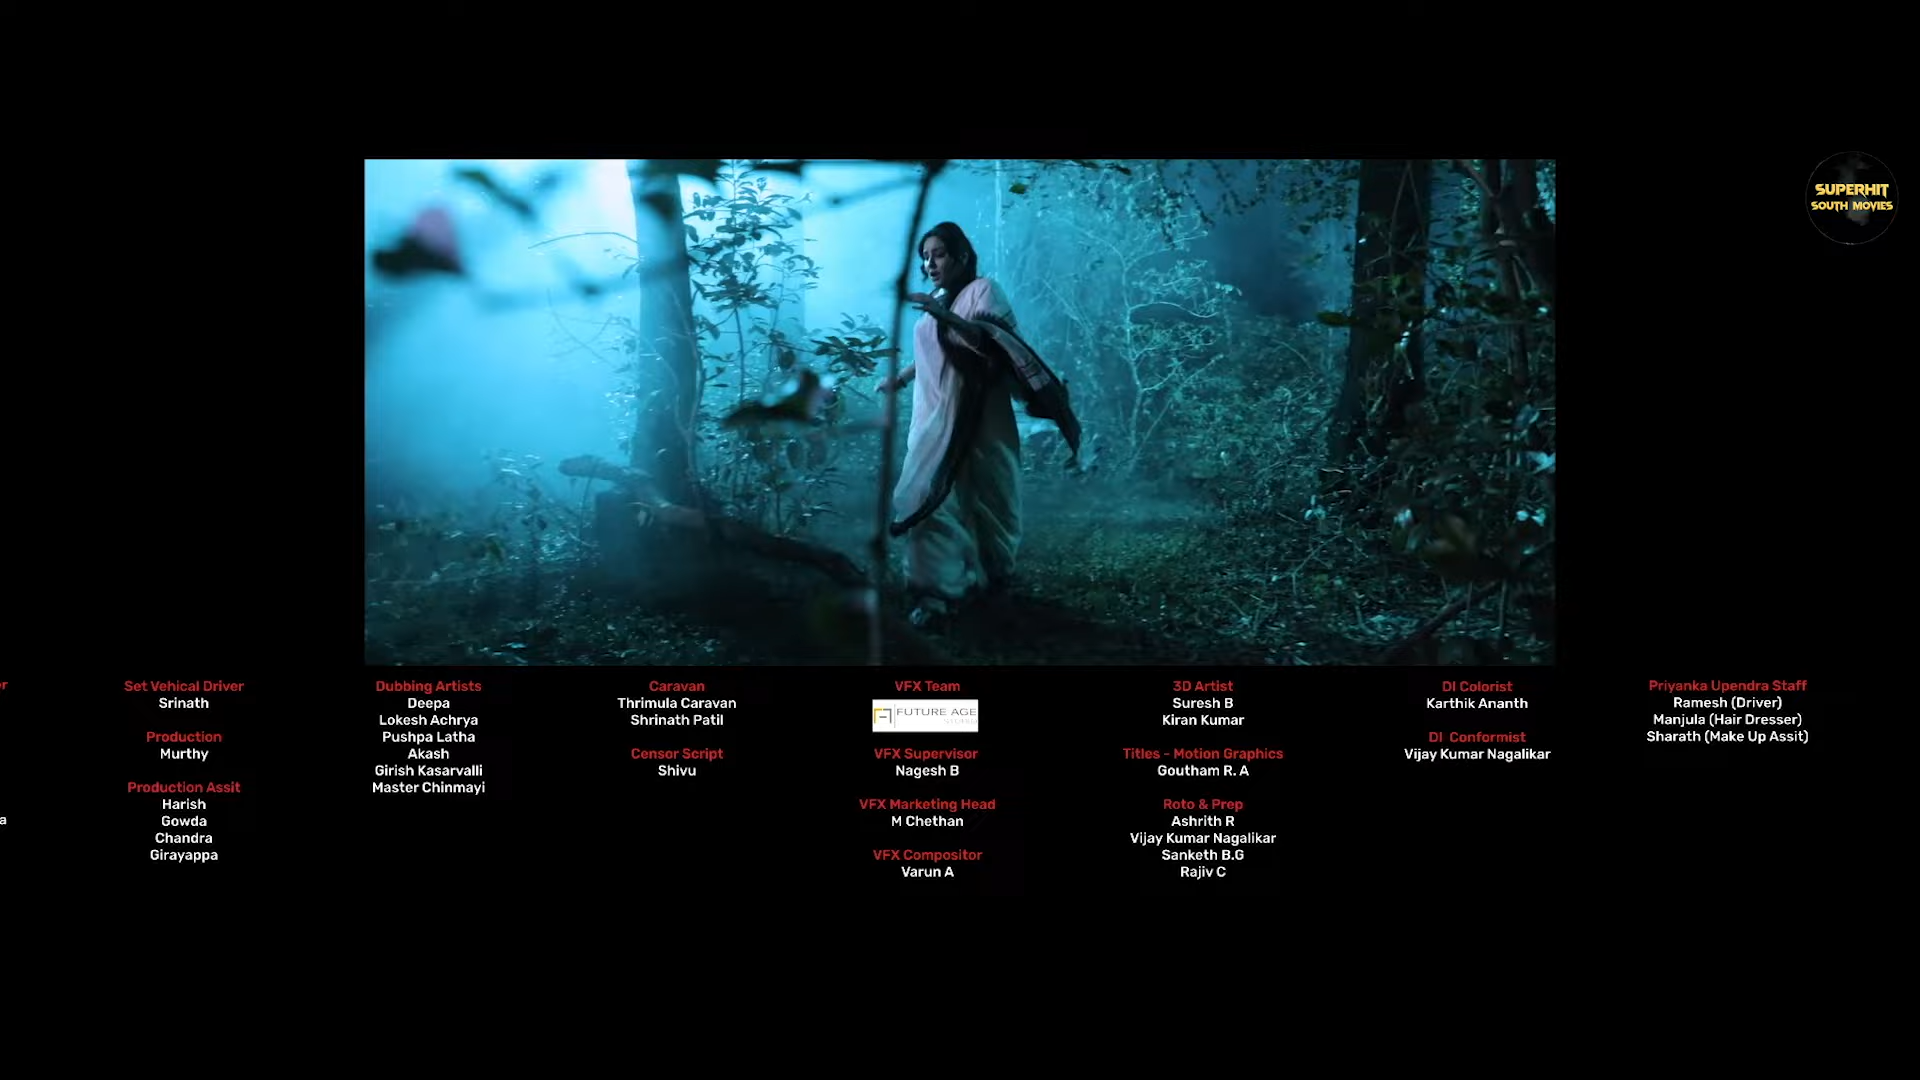 SUPERHIT
SOUTH MOVIES
Set Vehical Driver
Srinath
Production
Murthy
Production Assit
Harish
Gowda
Chandra
Girayappa
Dubbing Artists
Deepa
Lokesh Achrya
Pushpa Latha
Akash
Girish Kasarvalli
Master Chinmayi
Caravan
Thrimula Caravan
Shrinath Patil
Censor Script
Shivu
VFX Team
FUTURE AGE
VFX Supervisor
Nagesh B
VFX Marketing Head
M Chethan
VFX Compositor
Varun A
3D Artist
Suresh B
Kiran Kumar
Titles - Motion Graphics
Goutham R. A
Roto & Prep
Ashrith R
Vijay Kumar Nagalikar
Sanketh B.G
Rajiv C
DI Colorist
Karthik Ananth
DI Conformist
Vijay Kumar Nagalikar
Priyanka Upendra Staff
Ramesh (Driver)
Manjula (Hair Dresser)
Sharath (Make Up Assit)